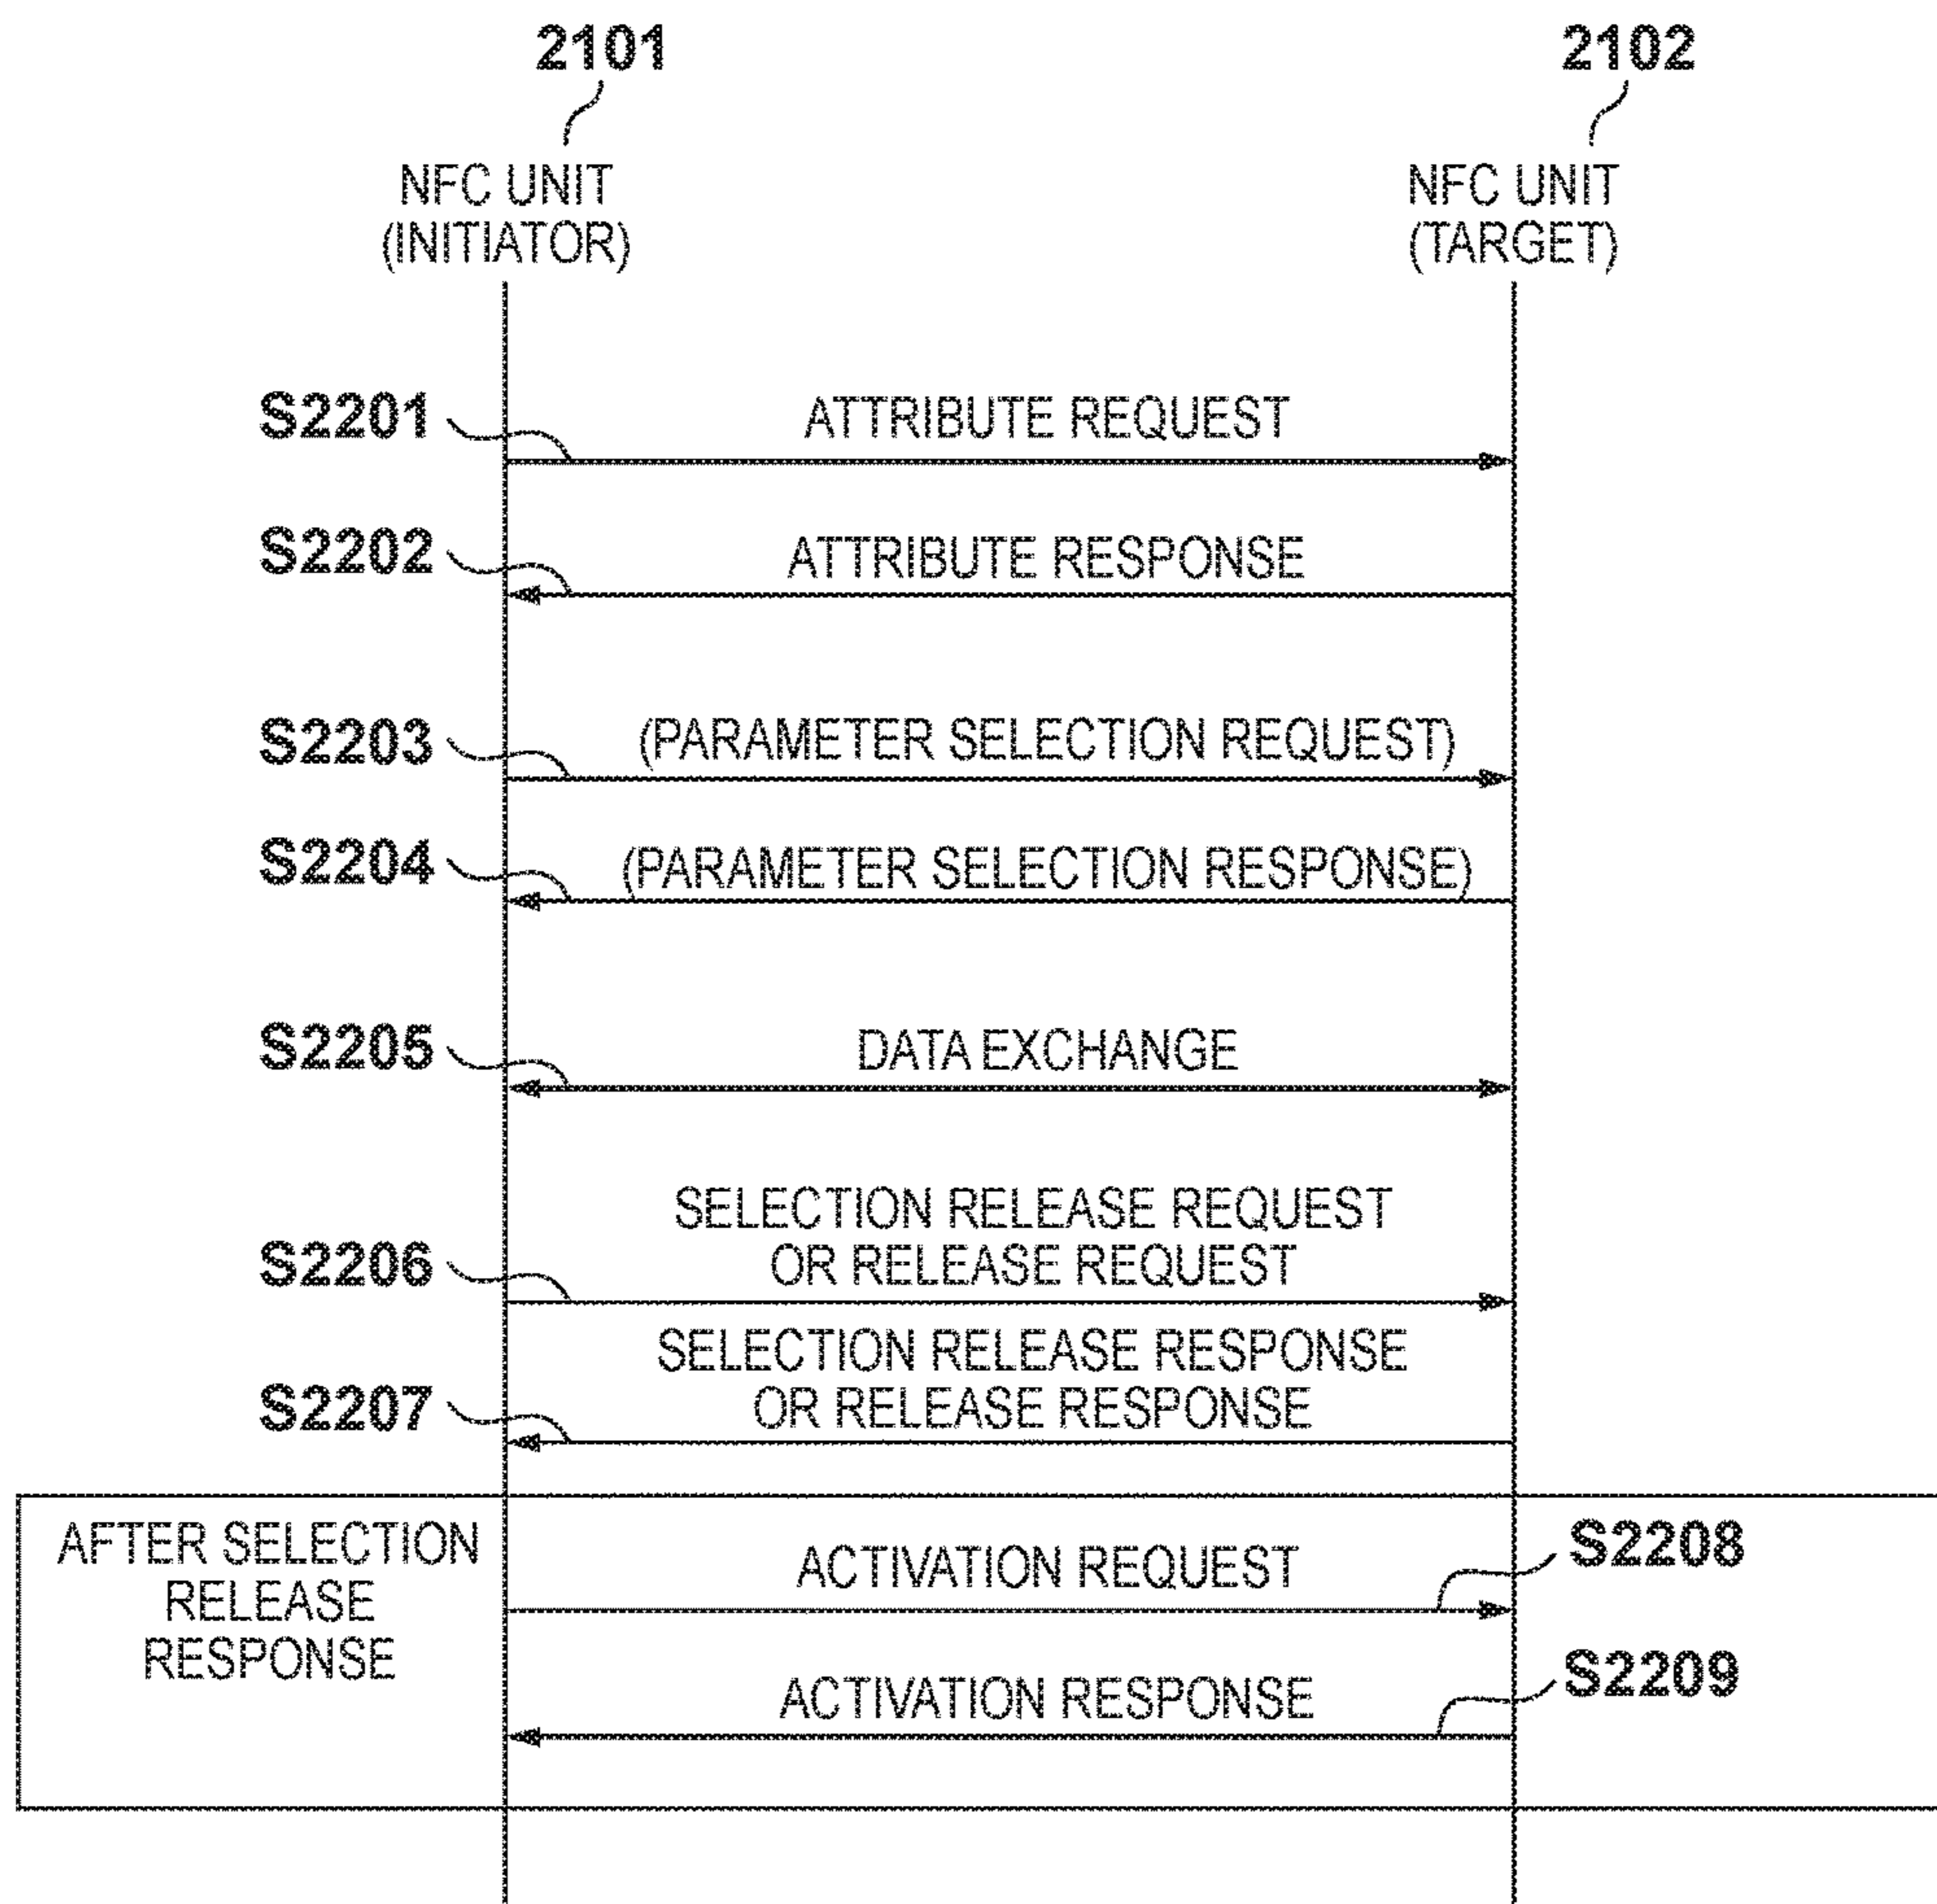 2101
2102
NFC UNIT
(INITIATOR)
NFC UNIT
(TARGET)
S2201
ATTRIBUTE REQUEST
S2202
ATTRIBUTE RESPONSE
S2203
(PARAMETER SELECTION REQUEST)
S2204
(PARAMETER SELECTION RESPONSE)
S2205
DATA EXCHANGE
SELECTION RELEASE REQUEST
OR RELEASE REQUEST
S2206
SELECTION RELEASE RESPONSE
OR RELEASE RESPONSE
S2207
AFTER SELECTION
RELEASE
RESPONSE
ACTIVATION REQUEST
S2208
ACTIVATION RESPONSE
S2209